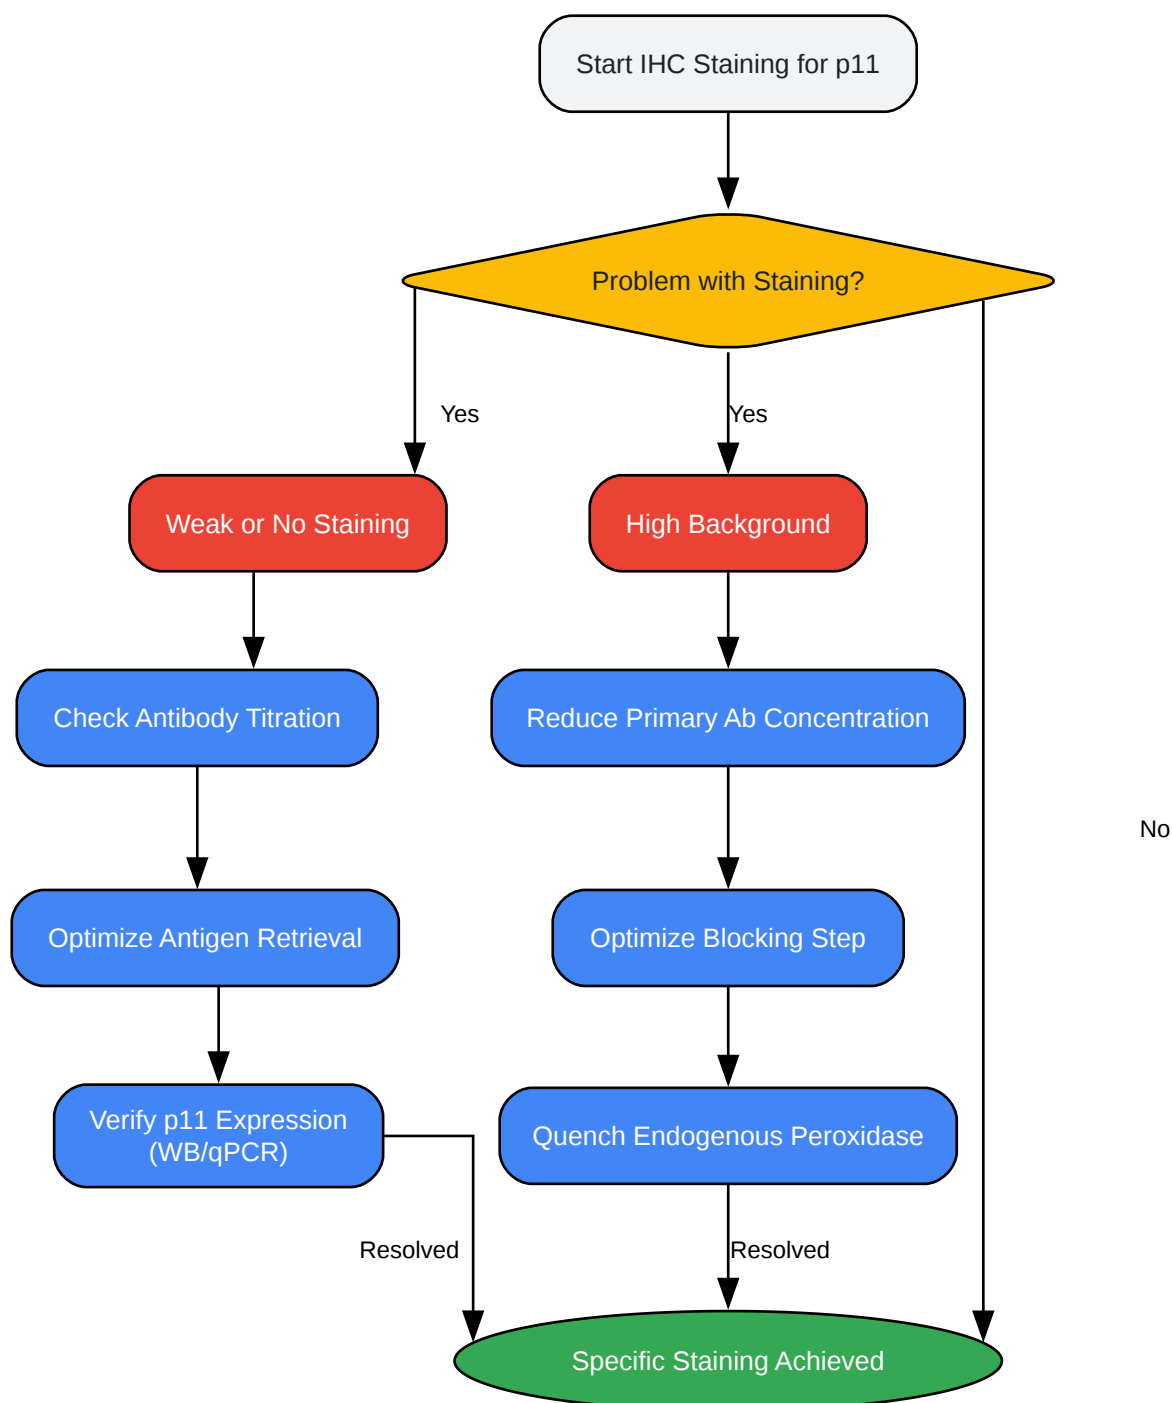 Start IHC Staining for p11
Problem with Staining?
Yes
Yes
Weak or No Staining
High Background
Check Antibody Titration
Reduce Primary Ab Concentration
No
Optimize Antigen Retrieval
Optimize Blocking Step
Verify p11 Expression
(WB/qPCR)
Quench Endogenous Peroxidase
Resolved
Resolved
Specific Staining Achieved